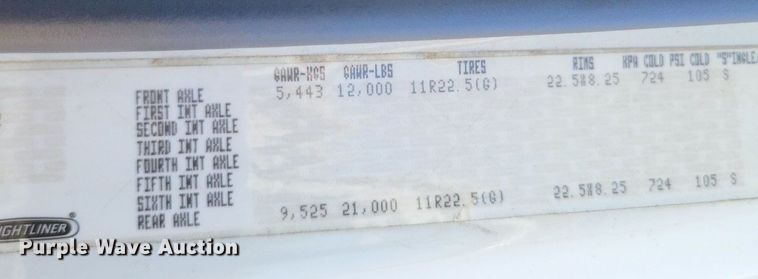 GAWR-KGS GAWR-LBS TIRES RIMS KPA COLD PSI COLD "S"INGLE
FRONT AXLE 5,443 12,000 11R22.5(G) 22.5X8.25 724 105 S
FIRST INT AXLE
SECOND INT AXLE
THIRD INT AXLE
FOURTH INT AXLE
FIFTH INT AXLE
SIXTH INT AXLE
REAR AXLE 9,525 21,000 11R22.5(G) 22.5X8.25 724 105 S
IGHTLINER
Purple Wave Auction